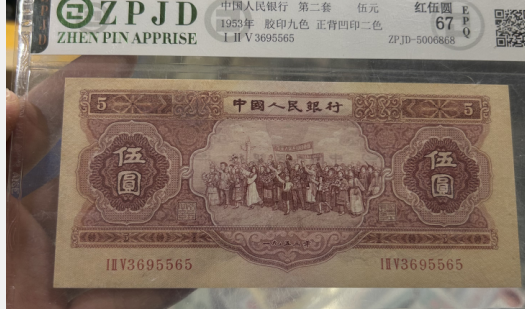 ZPJD
ZHEN PIN APPRISE
中国人民银行 第二套 伍元 红伍圆
1953年 胶印九色 正背凹印二色 67 EPQ
I II V 3695565 ZPJD-5006868
5 中國人民銀行 5
伍圓 伍圓
一九五三年
I II V 3695565 I II V 3695565